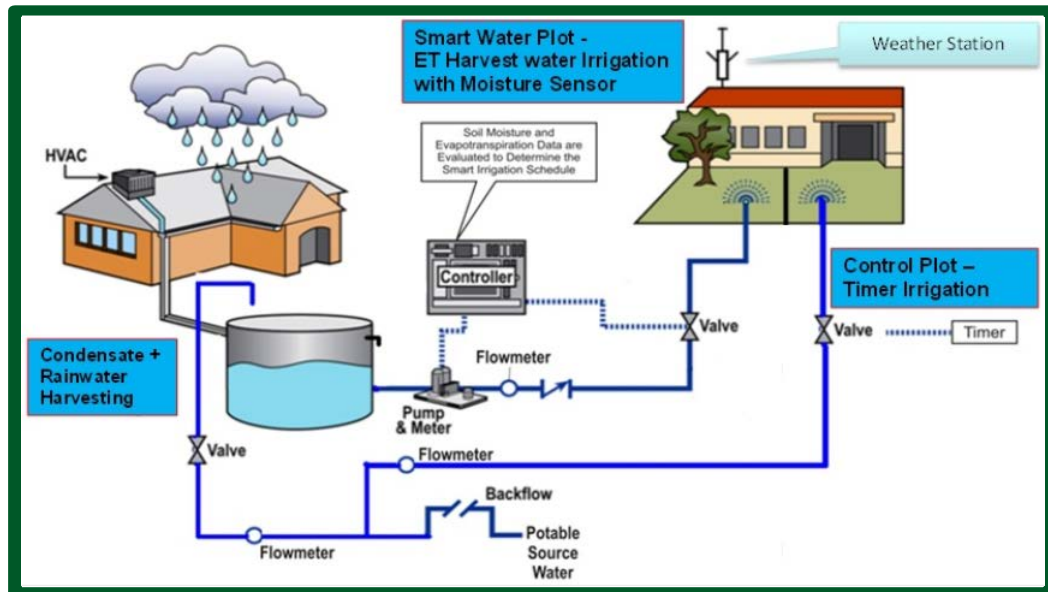 Smart Water Plot -
ET Harvest water Irrigation
with Moisture Sensor
Weather Station
Soil Moisture and
Evapotranspiration Data are
Evaluated to Determine the
Smart Irrigation Schedule
HVAC
Controller
Control Plot –
Timer Irrigation
Valve
Valve
Timer
Condensate +
Rainwater
Harvesting
Flowmeter
Pump
& Meter
Valve
Flowmeter
Backflow
Flowmeter
Potable
Source
Water